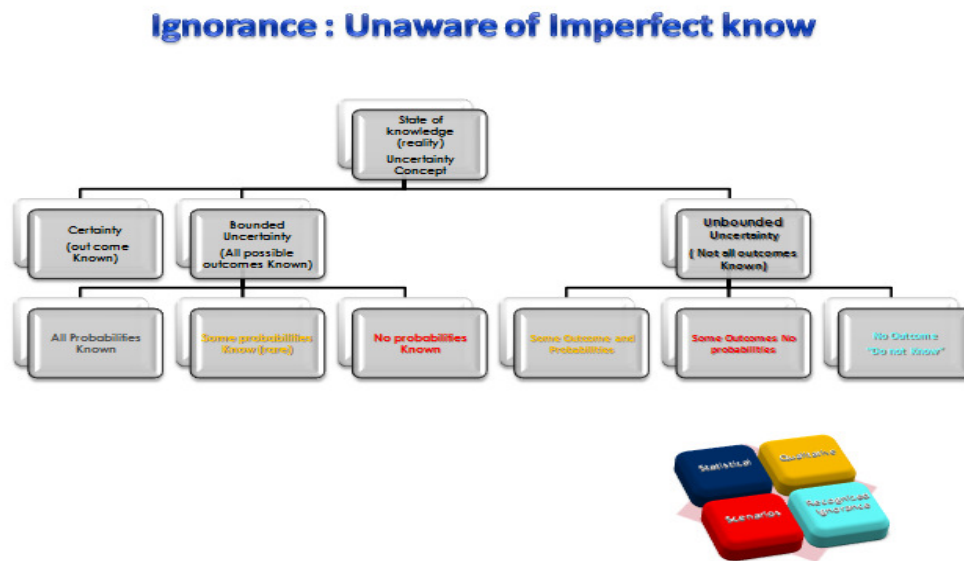 Ignorance : Unaware of Imperfect know
State of
knowledge
(reality)
Uncertainty
Concept
Certainty
(out come
Known)
Bounded
Uncertainty
(All possible
outcomes Known)
Unbounded
Uncertainty
( Not all outcomes
Known)
All Probabilities
Known
Some probabilities
Know (rare)
No probabilities
Known
Some Outcome and
Probabilities
Some Outcomes No
probabilities
No Outcome
"Do not Know"
Statistical
Qualitative
Scenarios
Recognized
Ignorance